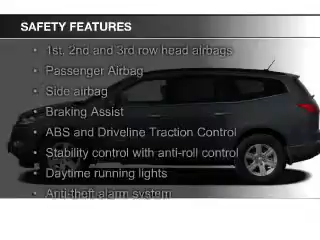 SAFETY FEATURES
• 1st, 2nd and 3rd row head airbags
• Passenger Airbag
• Side airbag
• Braking Assist
• ABS and Driveline Traction Control
• Stability control with anti-roll control
• Daytime running lights
• Anti-theft alarm system